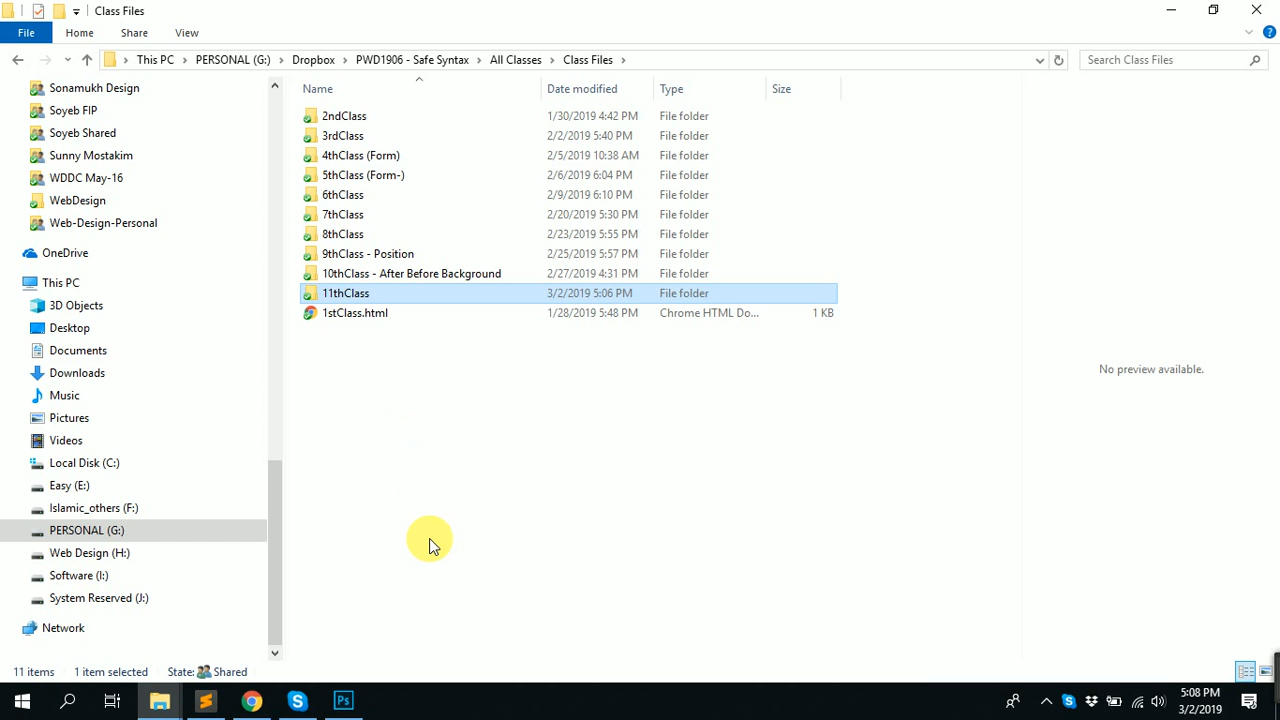 Class Files
File Home Share View
This PC PERSONAL (G:) Dropbox PWD1906 - Safe Syntax All Classes Class Files Search Class Files
Name Date modified Type Size
2ndClass 1/30/2019 4:42 PM File folder
3rdClass 2/2/2019 5:40 PM File folder
4thClass (Form) 2/5/2019 10:38 AM File folder
5thClass (Form-) 2/6/2019 6:04 PM File folder
6thClass 2/9/2019 6:10 PM File folder
7thClass 2/20/2019 5:30 PM File folder
8thClass 2/23/2019 5:55 PM File folder
9thClass - Position 2/25/2019 5:57 PM File folder
10thClass - After Before Background 2/27/2019 4:31 PM File folder
11thClass 3/2/2019 5:06 PM File folder
1stClass.html 1/28/2019 5:48 PM Chrome HTML Do... 1 KB
Sonamukh Design
Soyeb FIP
Soyeb Shared
Sunny Mostakim
WDDC May-16
WebDesign
Web-Design-Personal
OneDrive
This PC
3D Objects
Desktop
Documents
Downloads
Music
Pictures
Videos
Local Disk (C:)
Easy (E:)
Islamic_others (F:)
PERSONAL (G:)
Web Design (H:)
Software (I:)
System Reserved (J:)
Network
No preview available.
11 items 1 item selected State: Shared
Ps
5:08 PM
3/2/2019